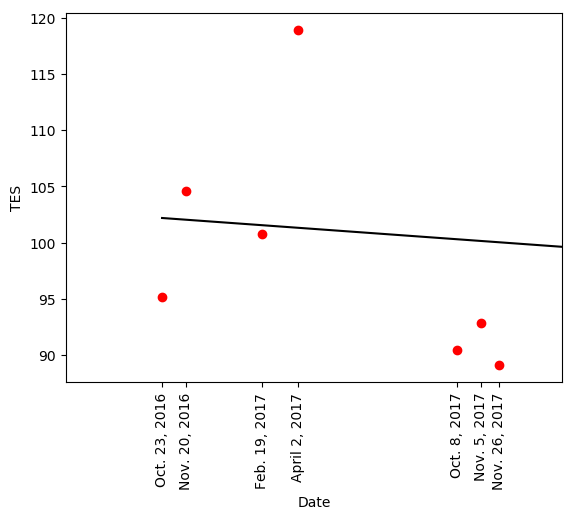 120
115
110
105
100
95
90
TES
Oct. 23, 2016
Nov. 20, 2016
Feb. 19, 2017
April 2, 2017
Oct. 8, 2017
Nov. 5, 2017
Nov. 26, 2017
Date